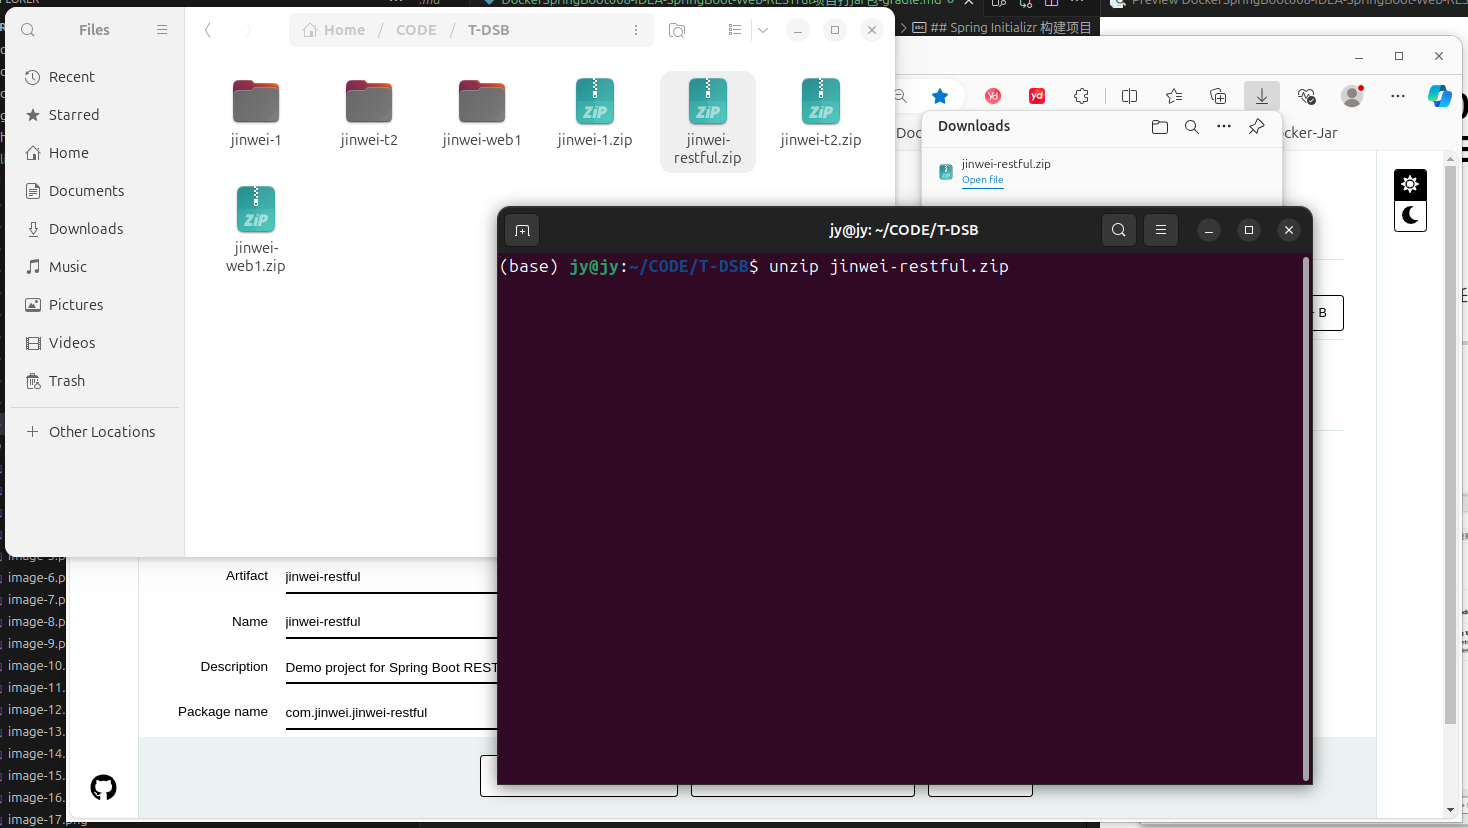 Files
Home / CODE / T-DSB
Recent
Starred
Home
Documents
Downloads
Music
Pictures
Videos
Trash
Other Locations
jinwei-1
jinwei-t2
jinwei-web1
jinwei-1.zip
jinwei-
restful.zip
jinwei-t2.zip
jinwei-
web1.zip
## Spring Initializr 构建项目
Downloads
jinwei-restful.zip
Open file
cker-Jar
jy@jy: ~/CODE/T-DSB
(base) jy@jy:~/CODE/T-DSB$ unzip jinwei-restful.zip
B
Artifact
jinwei-restful
Name
jinwei-restful
Description
Demo project for Spring Boot REST
Package name
com.jinwei.jinwei-restful
image-6.p
image-7.p
image-8.p
image-9.p
image-10.
image-11.
image-12.
image-13.
image-14.
image-15.
image-16.
image-17.png